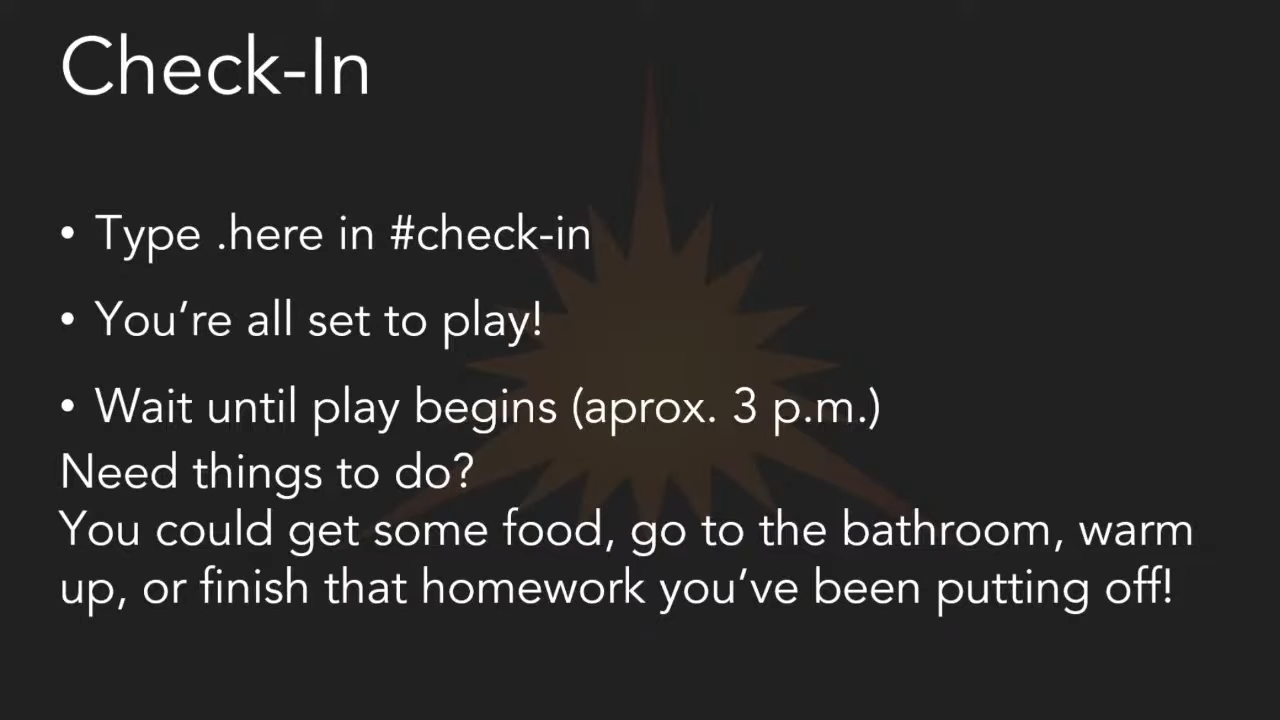 Check-In
• Type .here in #check-in
• You’re all set to play!
• Wait until play begins (aprox. 3 p.m.)
Need things to do?
You could get some food, go to the bathroom, warm
up, or finish that homework you’ve been putting off!